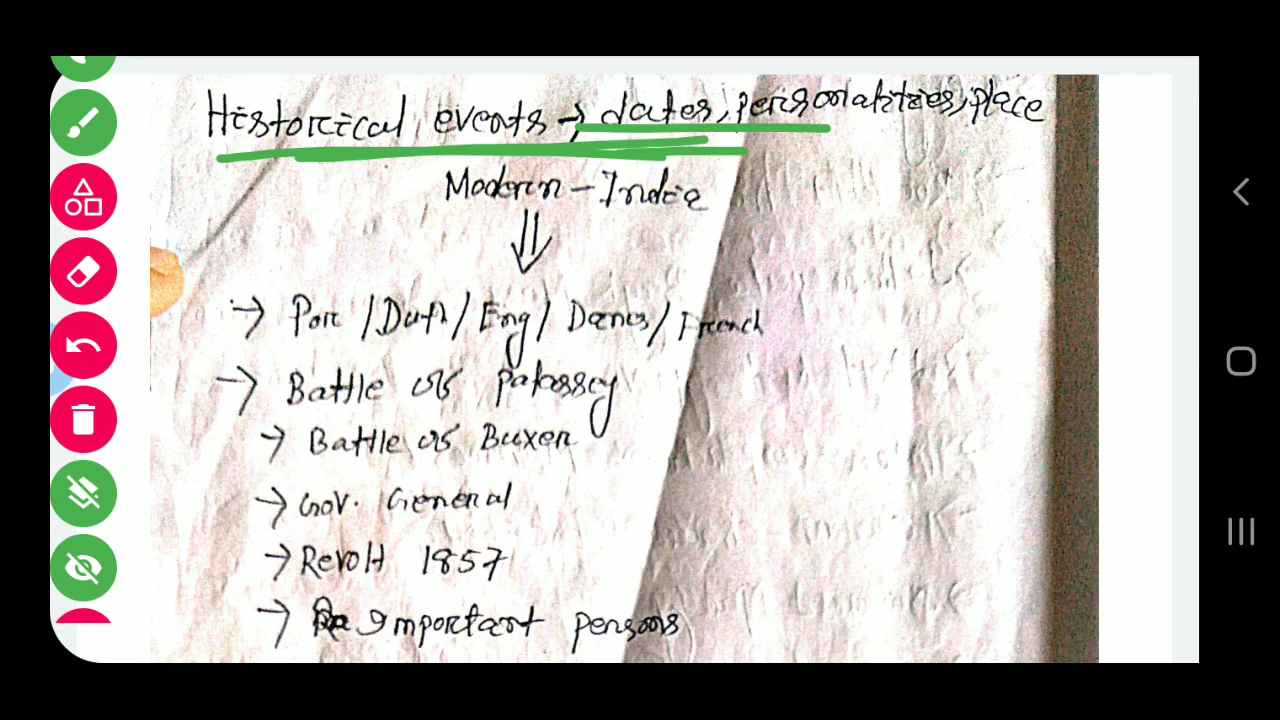 Historical events → dates, personalities, place
Modern - India
⇓
→ Por / Dutch / Eng / Danes / French
→ Battle of Palassey
→ Battle of Buxer
→ Gov. General
→ Revolt 1857
→ Important persons